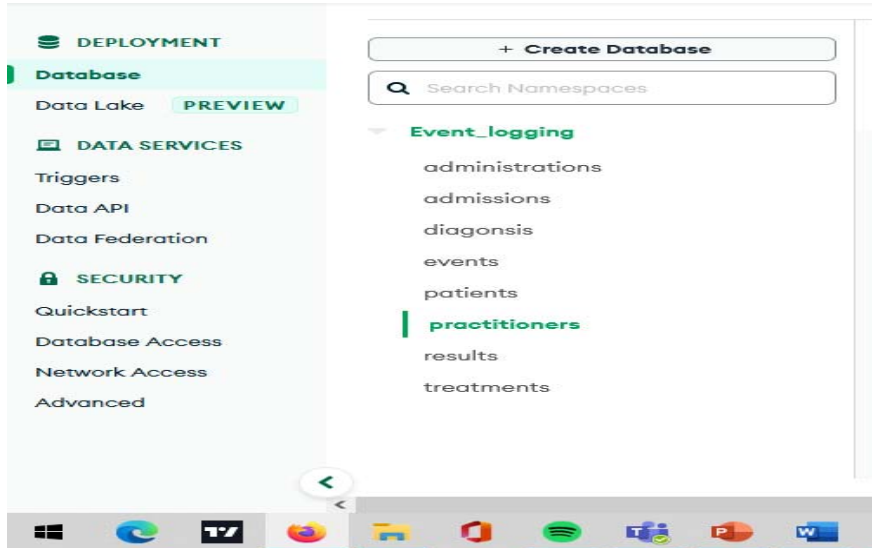 DEPLOYMENT
Database
Data Lake PREVIEW
DATA SERVICES
Triggers
Data API
Data Federation
SECURITY
Quickstart
Database Access
Network Access
Advanced
+ Create Database
Search Namespaces
Event_logging
administrations
admissions
diagonsis
events
patients
practitioners
results
treatments